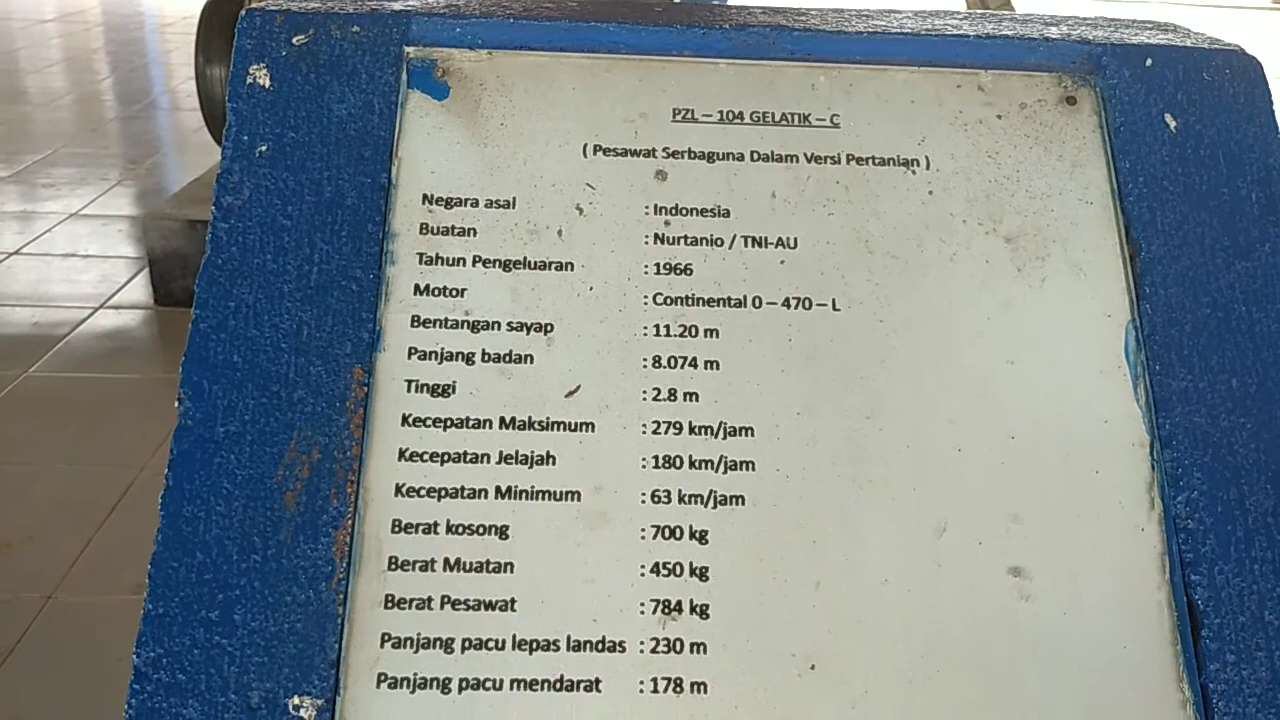 PZL – 104 GELATIK – C
( Pesawat Serbaguna Dalam Versi Pertanian )
Negara asal : Indonesia
Buatan : Nurtanio / TNI-AU
Tahun Pengeluaran : 1966
Motor : Continental 0 – 470 – L
Bentangan sayap : 11.20 m
Panjang badan : 8.074 m
Tinggi : 2.8 m
Kecepatan Maksimum : 279 km/jam
Kecepatan Jelajah : 180 km/jam
Kecepatan Minimum : 63 km/jam
Berat kosong : 700 kg
Berat Muatan : 450 kg
Berat Pesawat : 784 kg
Panjang pacu lepas landas : 230 m
Panjang pacu mendarat : 178 m